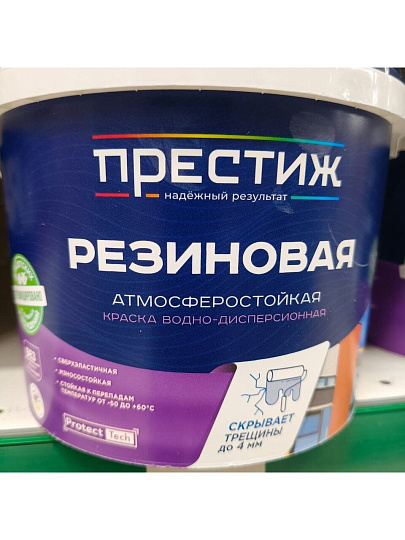 ПРЕСТИЖ
надёжный результат
РЕЗИНОВАЯ
АТМОСФЕРОСТОЙКАЯ
КРАСКА ВОДНО-ДИСПЕРСИОННАЯ
БЕЗ
• СВЕРХЭЛАСТИЧНАЯ
• ИЗНОСОСТОЙКАЯ
• СТОЙКАЯ К ПЕРЕПАДАМ
ТЕМПЕРАТУР ОТ -50 ДО +60°С
Protect Tech
СКРЫВАЕТ
ТРЕЩИНЫ
до 4 мм